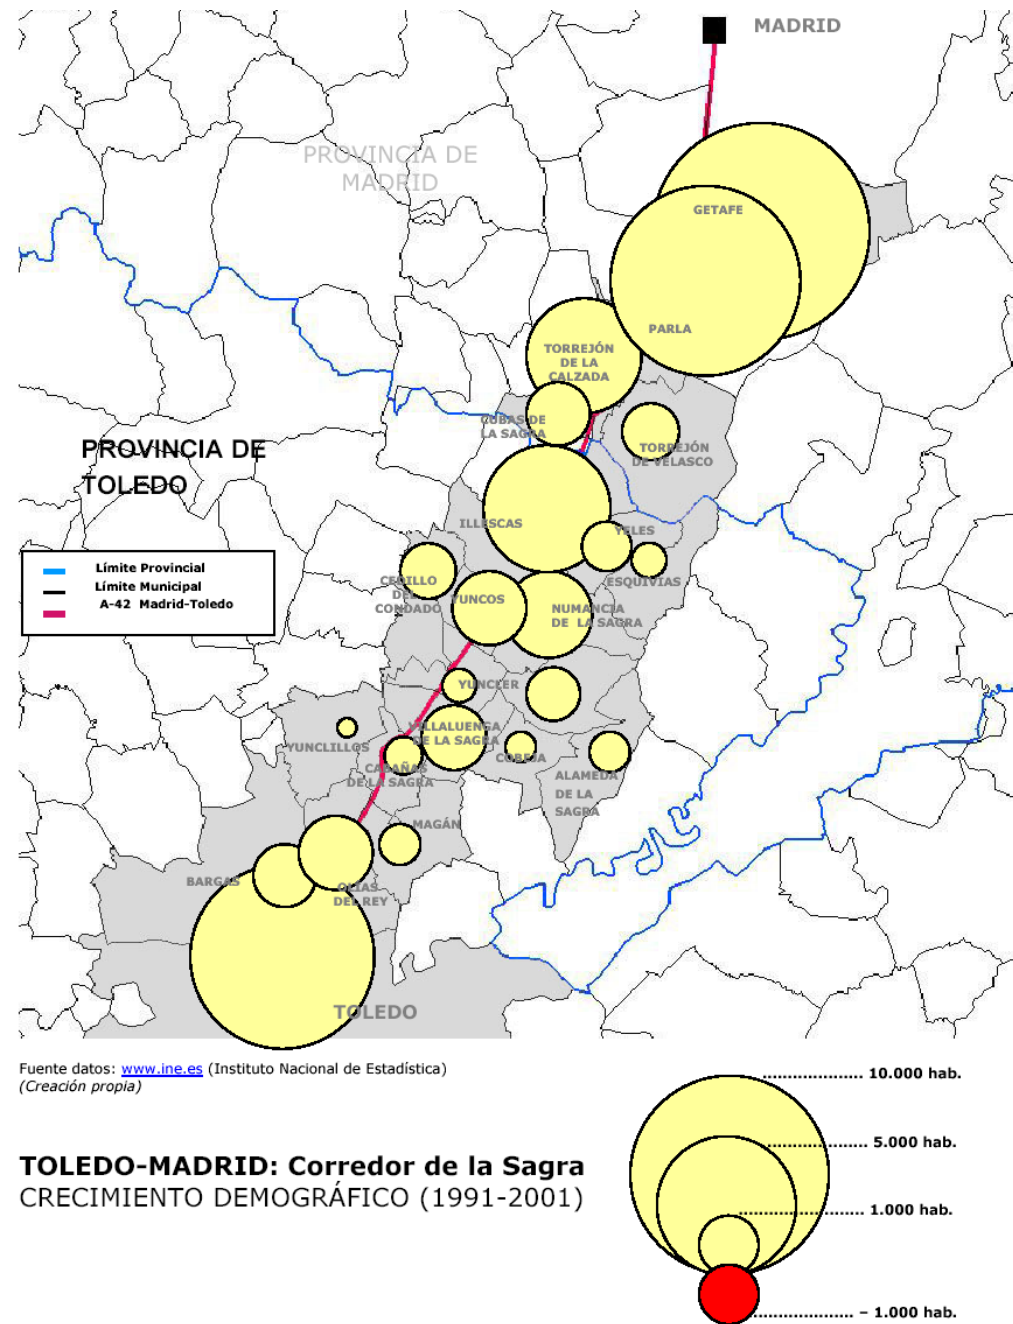 MADRID
PROVINCIA DE
MADRID
GETAFE
PARLA
TORREJÓN
DE LA
CALZADA
CUBAS DE
LA SAGRA
TORREJÓN
DE VELASCO
PROVINCIA DE
TOLEDO
ILLESCAS
YELES
ESQUIVIAS
Límite Provincial
Límite Municipal
A-42 Madrid-Toledo
CEDILLO
DEL
CONDADO
YUNCOS
NUMANCIA
DE LA SAGRA
YUNCLER
VILLALUENGA
DE LA SAGRA
YUNCLILLOS
COBEJA
CABAÑAS
DE LA SAGRA
ALAMEDA
DE LA
SAGRA
MAGÁN
BARGAS
OLÍAS
DEL REY
TOLEDO
Fuente datos: www.ine.es (Instituto Nacional de Estadística)
(Creación propia)
TOLEDO-MADRID: Corredor de la Sagra
CRECIMIENTO DEMOGRÁFICO (1991-2001)
.................... 10.000 hab.
.................... 5.000 hab.
......................... 1.000 hab.
.................... – 1.000 hab.